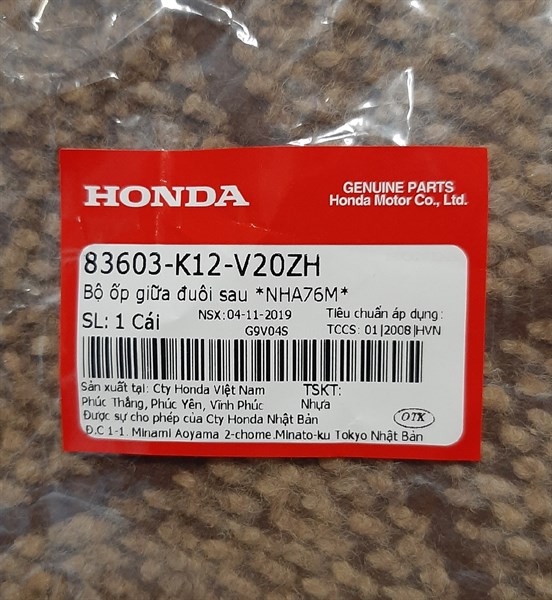 HONDA
GENUINE PARTS
Honda Motor Co., Ltd.
83603-K12-V20ZH
Bộ ốp giữa đuôi sau *NHA76M*
SL: 1 Cái
NSX: 04-11-2019
G9V04S
Tiêu chuẩn áp dụng :
TCCS: 01|2008|HVN
Sản xuất tại: Cty Honda Việt Nam
Phúc Thắng, Phúc Yên, Vĩnh Phúc
Được sự cho phép của Cty Honda Nhật Bản
Đ.C 1-1. Minami Aoyama 2-chome.Minato-ku Tokyo Nhật Bản
TSKT:
Nhựa
OTK